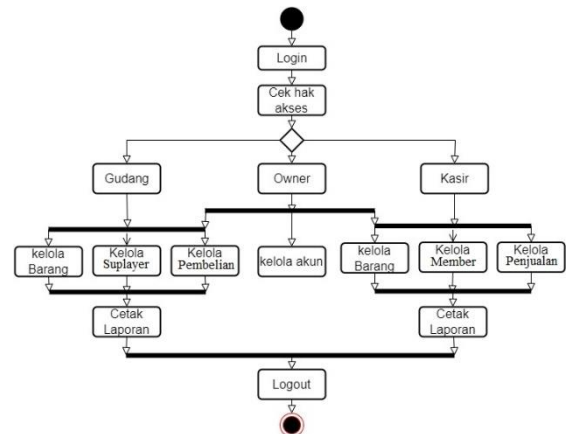 Login
Cek hak
akses
Gudang
Owner
Kasir
kelola
Barang
Kelola
Suplayer
Kelola
Pembelian
kelola akun
kelola
Barang
Kelola
Member
Kelola
Penjualan
Cetak
Laporan
Cetak
Laporan
Logout